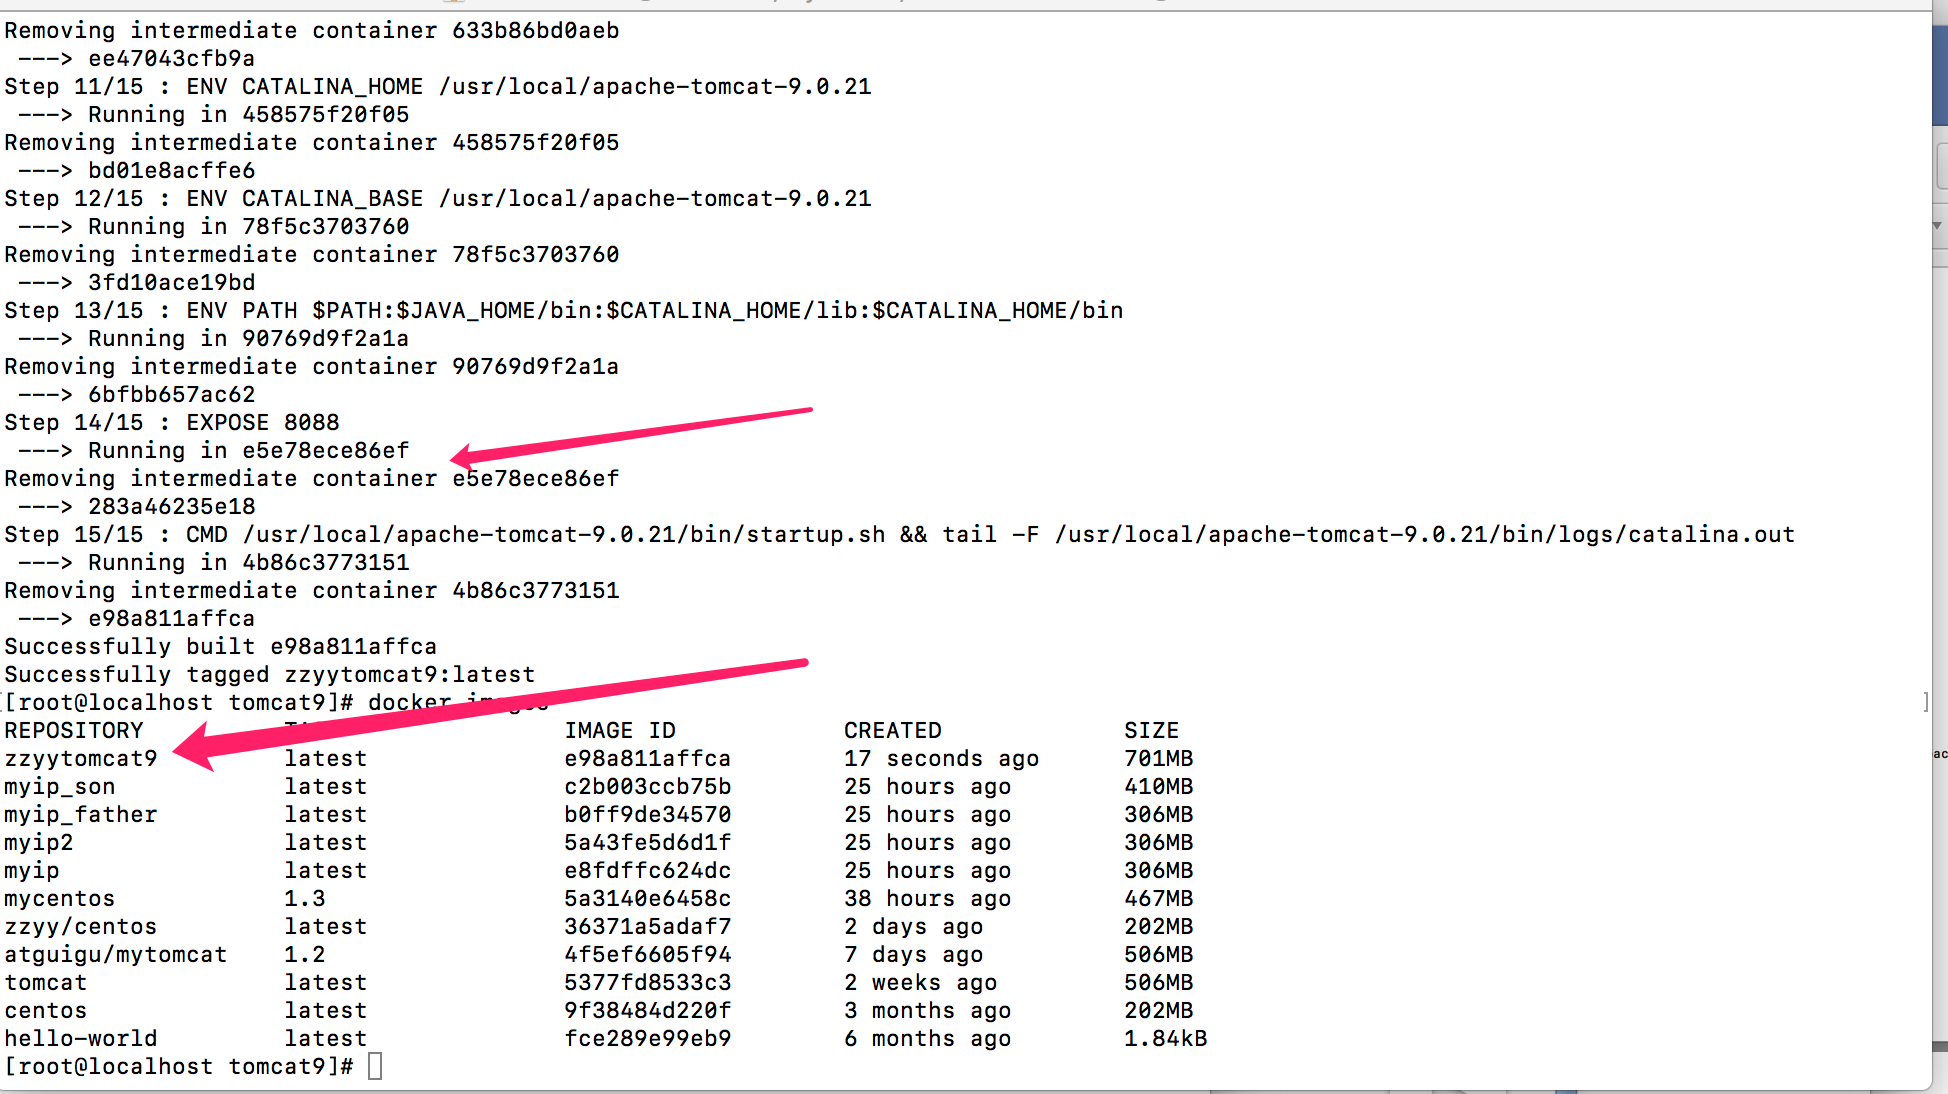 Removing intermediate container 633b86bd0aeb
 ---> ee47043cfb9a
Step 11/15 : ENV CATALINA_HOME /usr/local/apache-tomcat-9.0.21
 ---> Running in 458575f20f05
Removing intermediate container 458575f20f05
 ---> bd01e8acffe6
Step 12/15 : ENV CATALINA_BASE /usr/local/apache-tomcat-9.0.21
 ---> Running in 78f5c3703760
Removing intermediate container 78f5c3703760
 ---> 3fd10ace19bd
Step 13/15 : ENV PATH $PATH:$JAVA_HOME/bin:$CATALINA_HOME/lib:$CATALINA_HOME/bin
 ---> Running in 90769d9f2a1a
Removing intermediate container 90769d9f2a1a
 ---> 6bfbb657ac62
Step 14/15 : EXPOSE 8088
 ---> Running in e5e78ece86ef
Removing intermediate container e5e78ece86ef
 ---> 283a46235e18
Step 15/15 : CMD /usr/local/apache-tomcat-9.0.21/bin/startup.sh && tail -F /usr/local/apache-tomcat-9.0.21/bin/logs/catalina.out
 ---> Running in 4b86c3773151
Removing intermediate container 4b86c3773151
 ---> e98a811affca
Successfully built e98a811affca
Successfully tagged zzyytomcat9:latest
[root@localhost tomcat9]# docker images
REPOSITORY IMAGE ID CREATED SIZE
zzyytomcat9 latest e98a811affca 17 seconds ago 701MB
myip_son latest c2b003ccb75b 25 hours ago 410MB
myip_father latest b0ff9de34570 25 hours ago 306MB
myip2 latest 5a43fe5d6d1f 25 hours ago 306MB
myip latest e8fdffc624dc 25 hours ago 306MB
mycentos 1.3 5a3140e6458c 38 hours ago 467MB
zzyy/centos latest 36371a5adaf7 2 days ago 202MB
atguigu/mytomcat 1.2 4f5ef6605f94 7 days ago 506MB
tomcat latest 5377fd8533c3 2 weeks ago 506MB
centos latest 9f38484d220f 3 months ago 202MB
hello-world latest fce289e99eb9 6 months ago 1.84kB
[root@localhost tomcat9]#